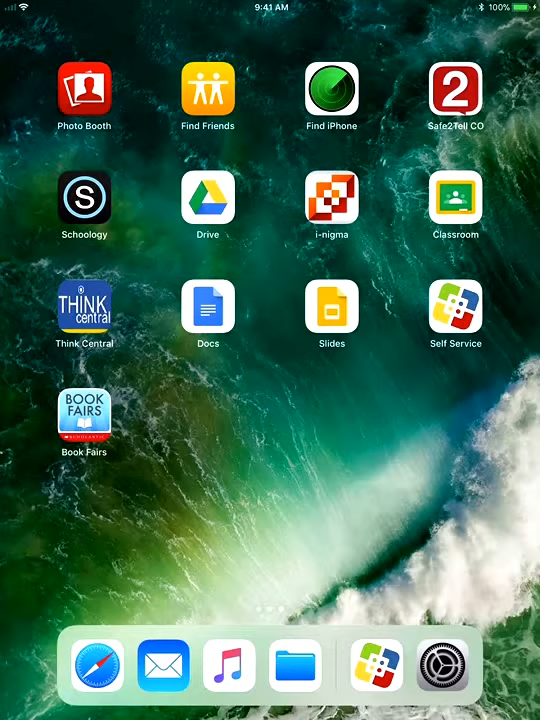 9:41 AM
100%
Photo Booth
Find Friends
Find iPhone
2
Safe2Tell CO
S
Schoology
Drive
i-nigma
Classroom
THINK
central
Think Central
Docs
Slides
Self Service
BOOK
FAIRS
SCHOLASTIC
Book Fairs